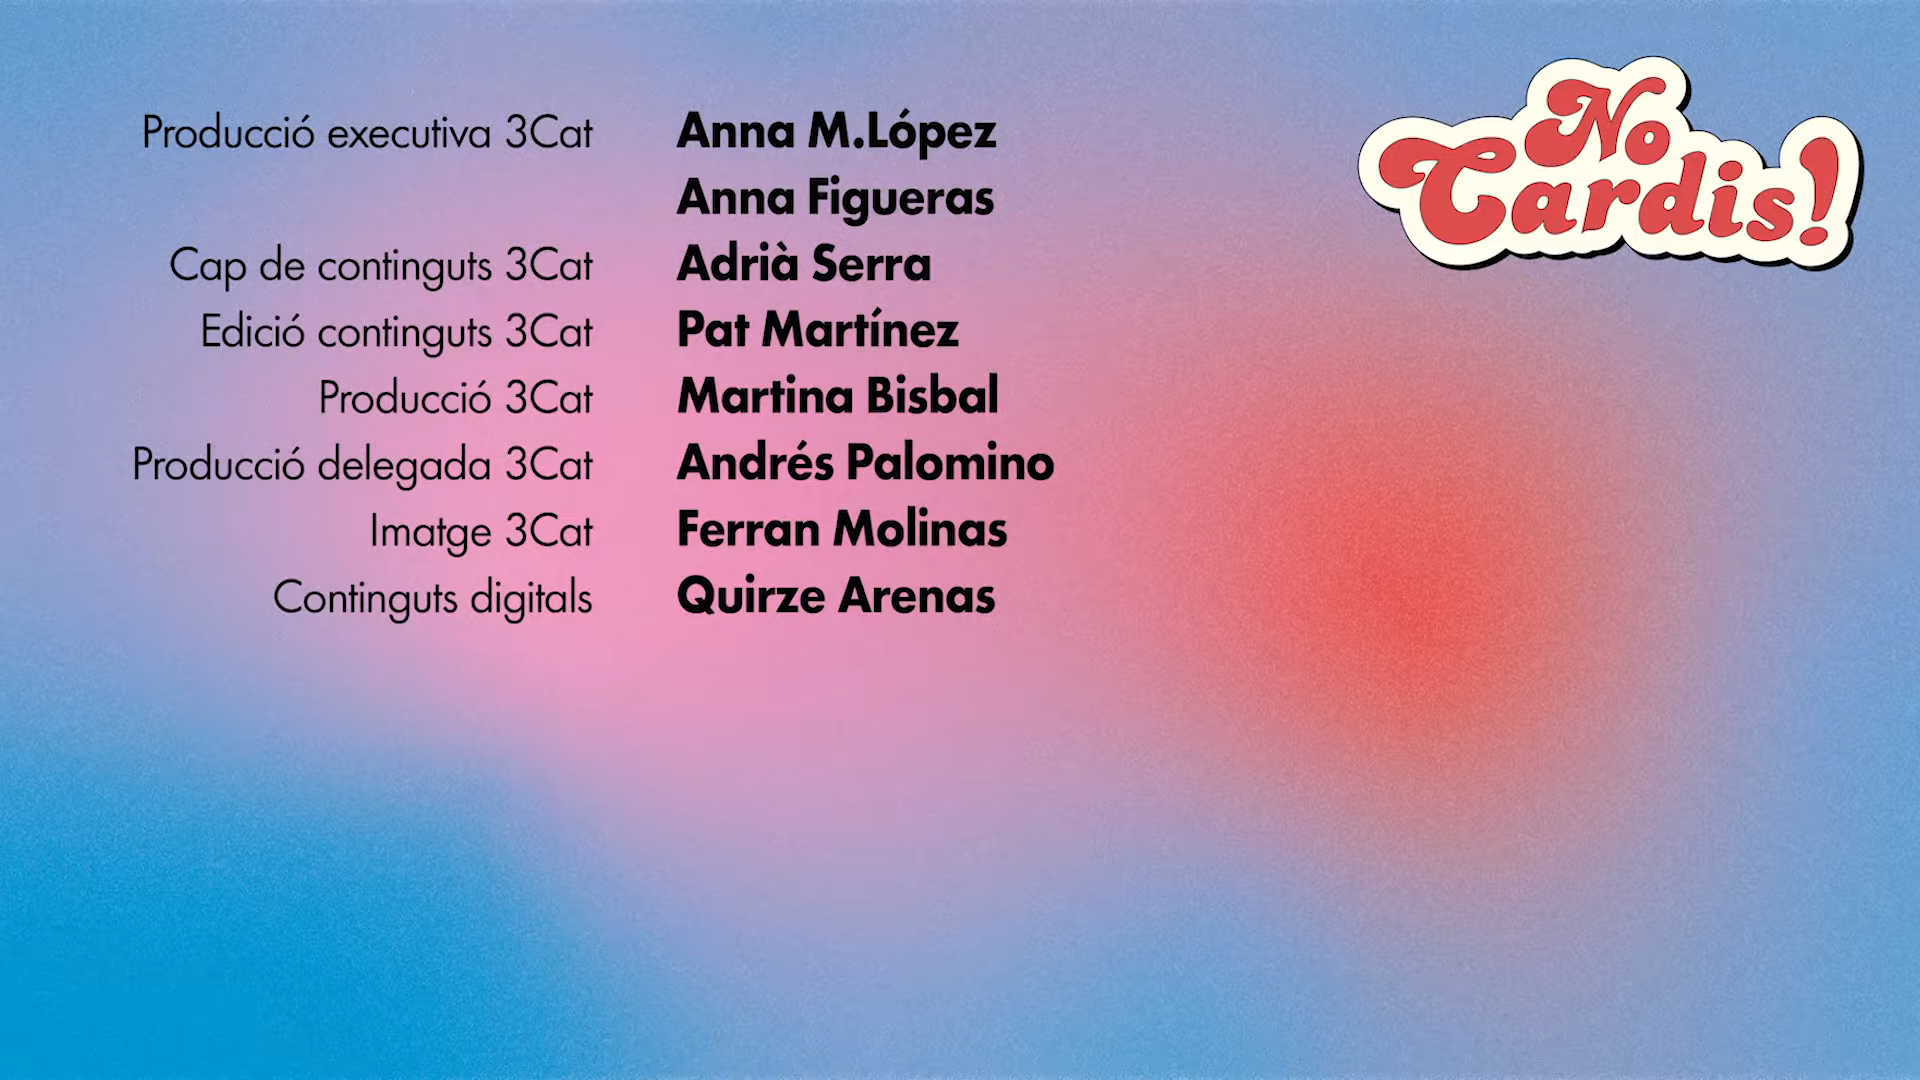 No
Cardis!
Producció executiva 3Cat Anna M.López
Anna Figueras
Cap de continguts 3Cat Adrià Serra
Edició continguts 3Cat Pat Martínez
Producció 3Cat Martina Bisbal
Producció delegada 3Cat Andrés Palomino
Imatge 3Cat Ferran Molinas
Continguts digitals Quirze Arenas